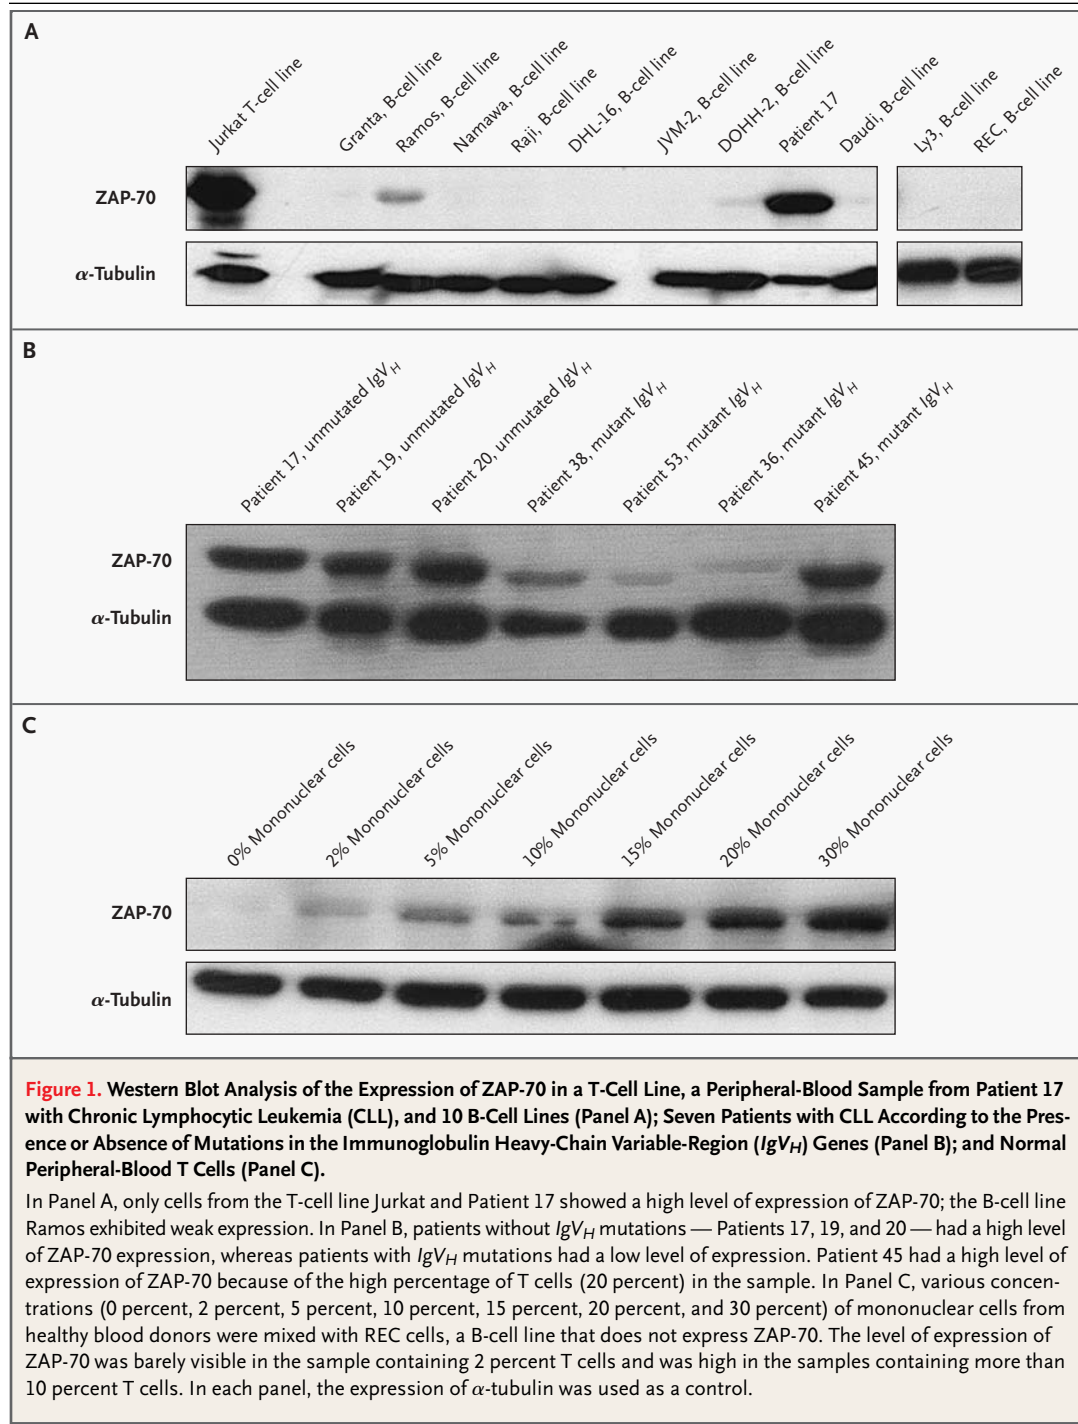 A
Jurkat T-cell line
Granta, B-cell line
Ramos, B-cell line
Namawa, B-cell line
Raji, B-cell line
DHL-16, B-cell line
JVM-2, B-cell line
DOHH-2, B-cell line
Patient 17
Daudi, B-cell line
Ly3, B-cell line
REC, B-cell line
ZAP-70
α-Tubulin
B
Patient 17, unmutated IgVH
Patient 19, unmutated IgVH
Patient 20, unmutated IgVH
Patient 38, mutant IgVH
Patient 53, mutant IgVH
Patient 36, mutant IgVH
Patient 45, mutant IgVH
ZAP-70
α-Tubulin
C
0% Mononuclear cells
2% Mononuclear cells
5% Mononuclear cells
10% Mononuclear cells
15% Mononuclear cells
20% Mononuclear cells
30% Mononuclear cells
ZAP-70
α-Tubulin
Figure 1. Western Blot Analysis of the Expression of ZAP-70 in a T-Cell Line, a Peripheral-Blood Sample from Patient 17
with Chronic Lymphocytic Leukemia (CLL), and 10 B-Cell Lines (Panel A); Seven Patients with CLL According to the Pres-
ence or Absence of Mutations in the Immunoglobulin Heavy-Chain Variable-Region (IgVH) Genes (Panel B); and Normal
Peripheral-Blood T Cells (Panel C).
In Panel A, only cells from the T-cell line Jurkat and Patient 17 showed a high level of expression of ZAP-70; the B-cell line
Ramos exhibited weak expression. In Panel B, patients without IgVH mutations — Patients 17, 19, and 20 — had a high level
of ZAP-70 expression, whereas patients with IgVH mutations had a low level of expression. Patient 45 had a high level of
expression of ZAP-70 because of the high percentage of T cells (20 percent) in the sample. In Panel C, various concen-
trations (0 percent, 2 percent, 5 percent, 10 percent, 15 percent, 20 percent, and 30 percent) of mononuclear cells from
healthy blood donors were mixed with REC cells, a B-cell line that does not express ZAP-70. The level of expression of
ZAP-70 was barely visible in the sample containing 2 percent T cells and was high in the samples containing more than
10 percent T cells. In each panel, the expression of α-tubulin was used as a control.